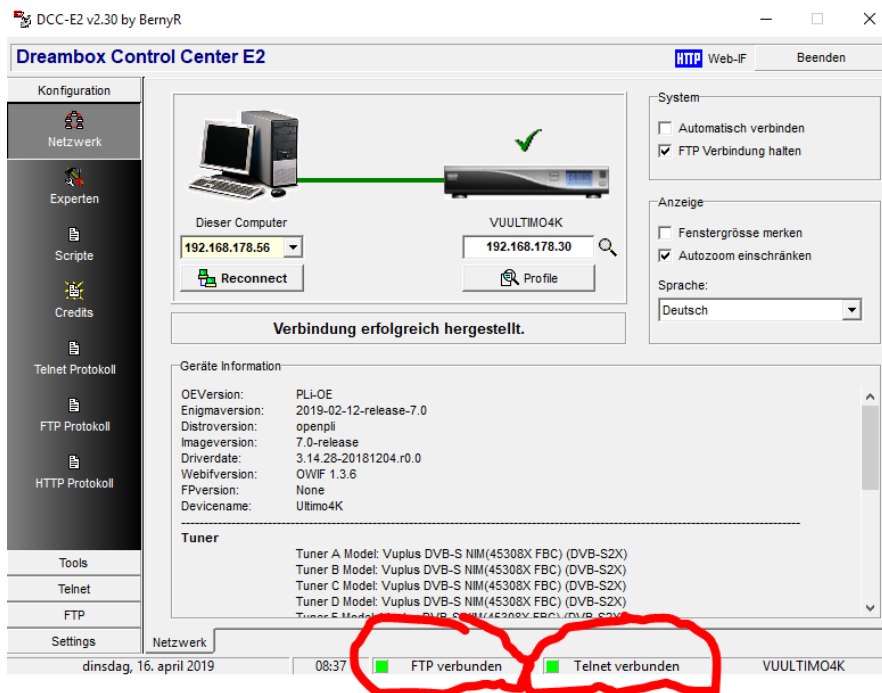 DCC-E2 v2.30 by BernyR
Dreambox Control Center E2
HTTP Web-IF
Beenden
Konfiguration
Netzwerk
Experten
Scripte
Credits
Telnet Protokoll
FTP Protokoll
HTTP Protokoll
Tools
Telnet
FTP
Settings
Dieser Computer
192.168.178.56
Reconnect
VUULTIMO4K
192.168.178.30
Profile
Verbindung erfolgreich hergestellt.
System
Automatisch verbinden
FTP Verbindung halten
Anzeige
Fenstergrösse merken
Autozoom einschränken
Sprache:
Deutsch
Geräte Information
OEVersion: PLi-OE
Enigmaversion: 2019-02-12-release-7.0
Distroversion: openpli
Imageversion: 7.0-release
Driverdate: 3.14.28-20181204.r0.0
Webifversion: OWIF 1.3.6
FPversion: None
Devicename: Ultimo4K
Tuner
Tuner A Model: Vuplus DVB-S NIM(45308X FBC) (DVB-S2X)
Tuner B Model: Vuplus DVB-S NIM(45308X FBC) (DVB-S2X)
Tuner C Model: Vuplus DVB-S NIM(45308X FBC) (DVB-S2X)
Tuner D Model: Vuplus DVB-S NIM(45308X FBC) (DVB-S2X)
Netzwerk
dinsdag, 16. april 2019
08:37
FTP verbunden
Telnet verbunden
VUULTIMO4K